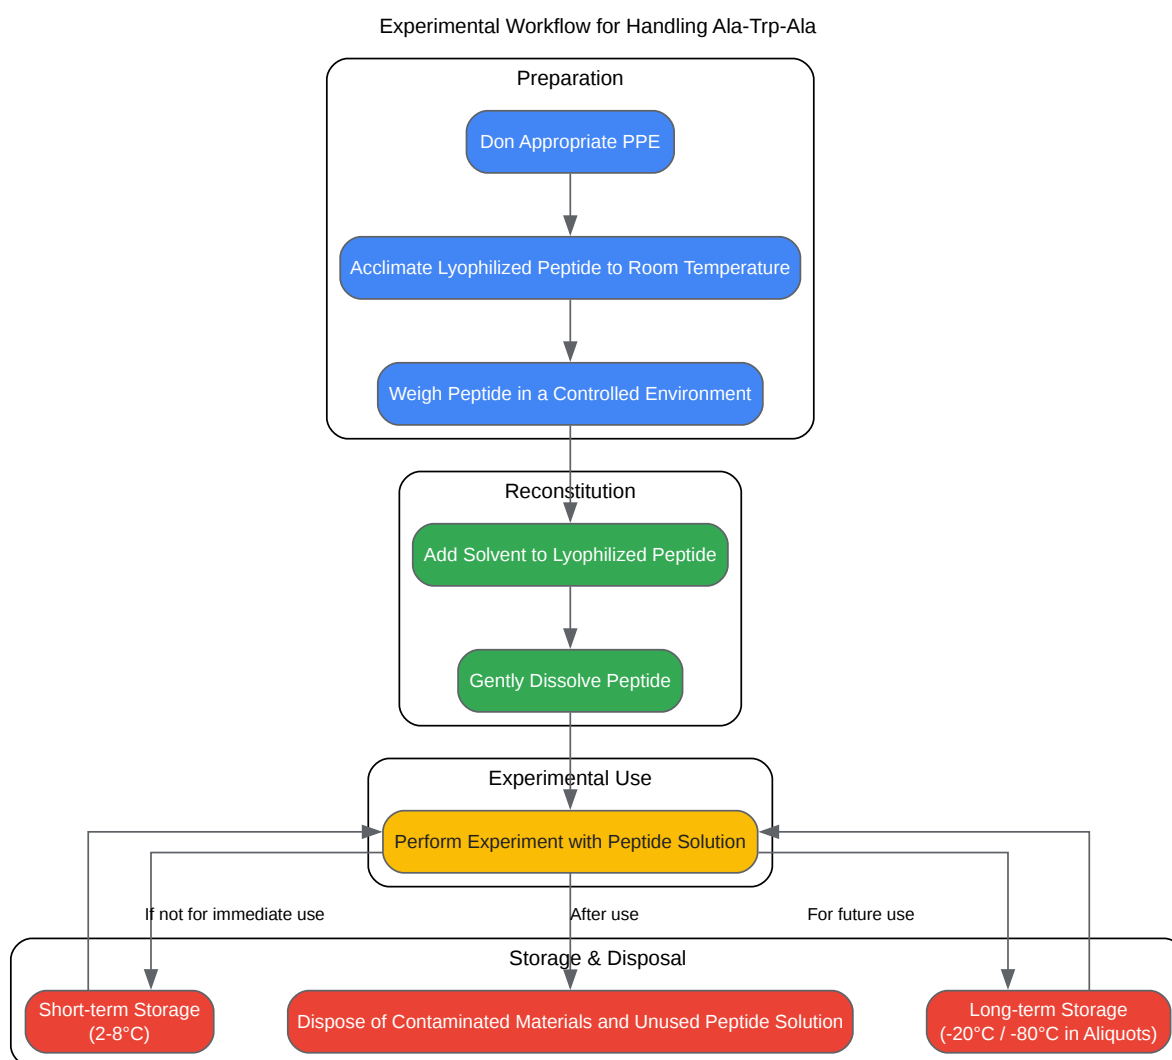 Experimental Workflow for Handling Ala-Trp-Ala
Preparation
Don Appropriate PPE
Acclimate Lyophilized Peptide to Room Temperature
Weigh Peptide in a Controlled Environment
Reconstitution
Add Solvent to Lyophilized Peptide
Gently Dissolve Peptide
Experimental Use
Perform Experiment with Peptide Solution
If not for immediate use
After use
For future use
Storage & Disposal
Short-term Storage
(2-8°C)
Dispose of Contaminated Materials and Unused Peptide Solution
Long-term Storage
(-20°C / -80°C in Aliquots)